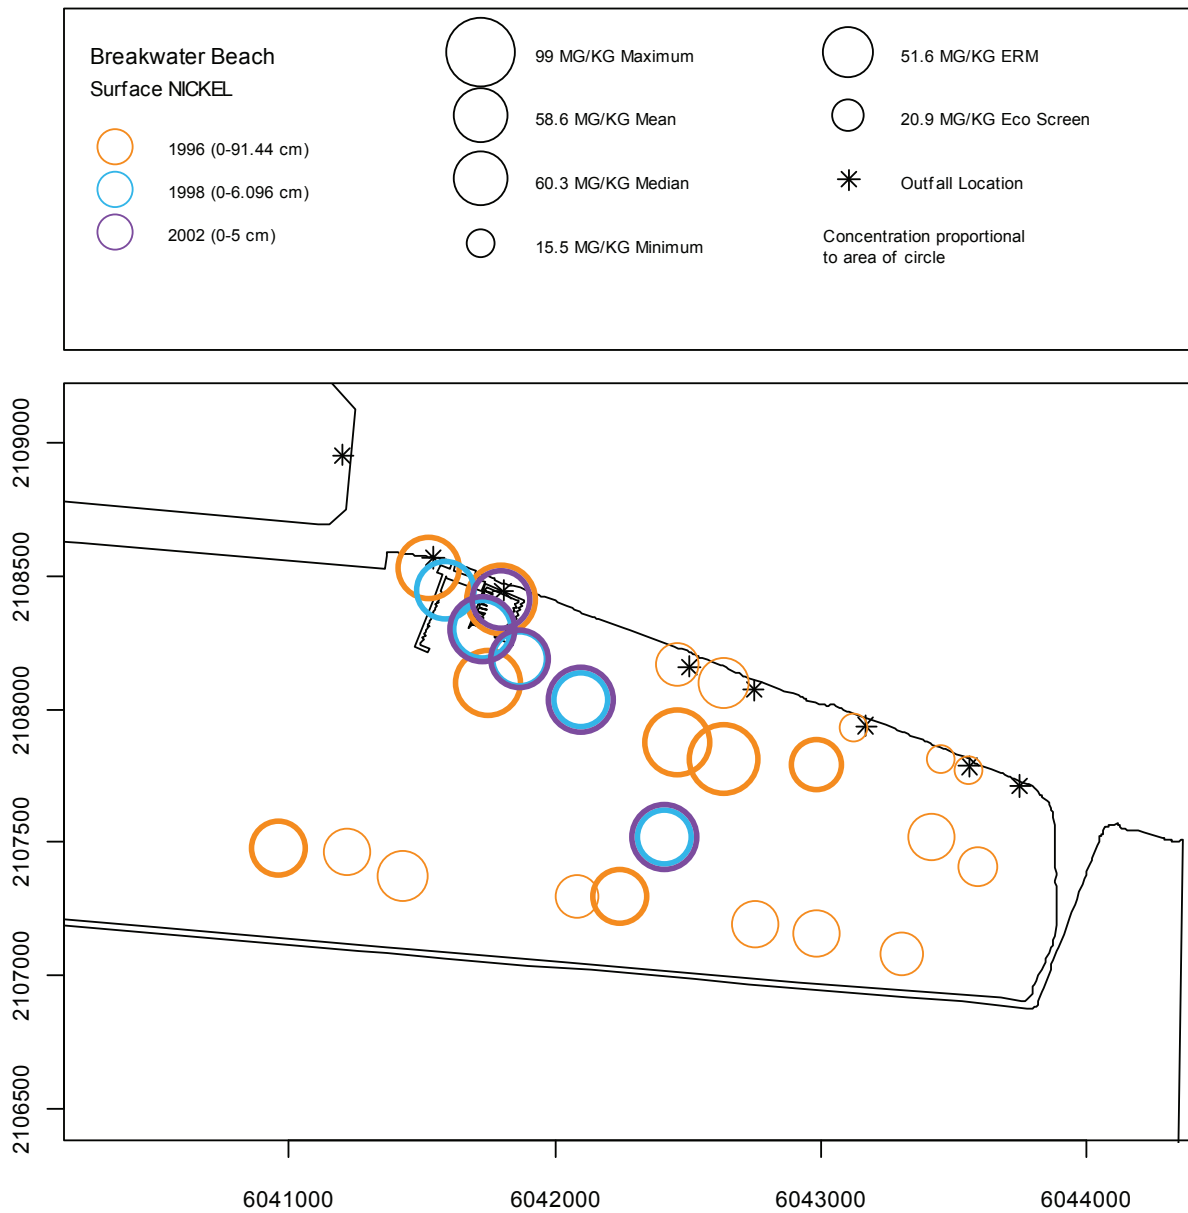 Breakwater Beach
Surface NICKEL
1996 (0-91.44 cm)
1998 (0-6.096 cm)
2002 (0-5 cm)
99 MG/KG Maximum
58.6 MG/KG Mean
60.3 MG/KG Median
15.5 MG/KG Minimum
51.6 MG/KG ERM
20.9 MG/KG Eco Screen
Outfall Location
Concentration proportional
to area of circle
2109000
2108500
2108000
2107500
2107000
2106500
6041000
6042000
6043000
6044000